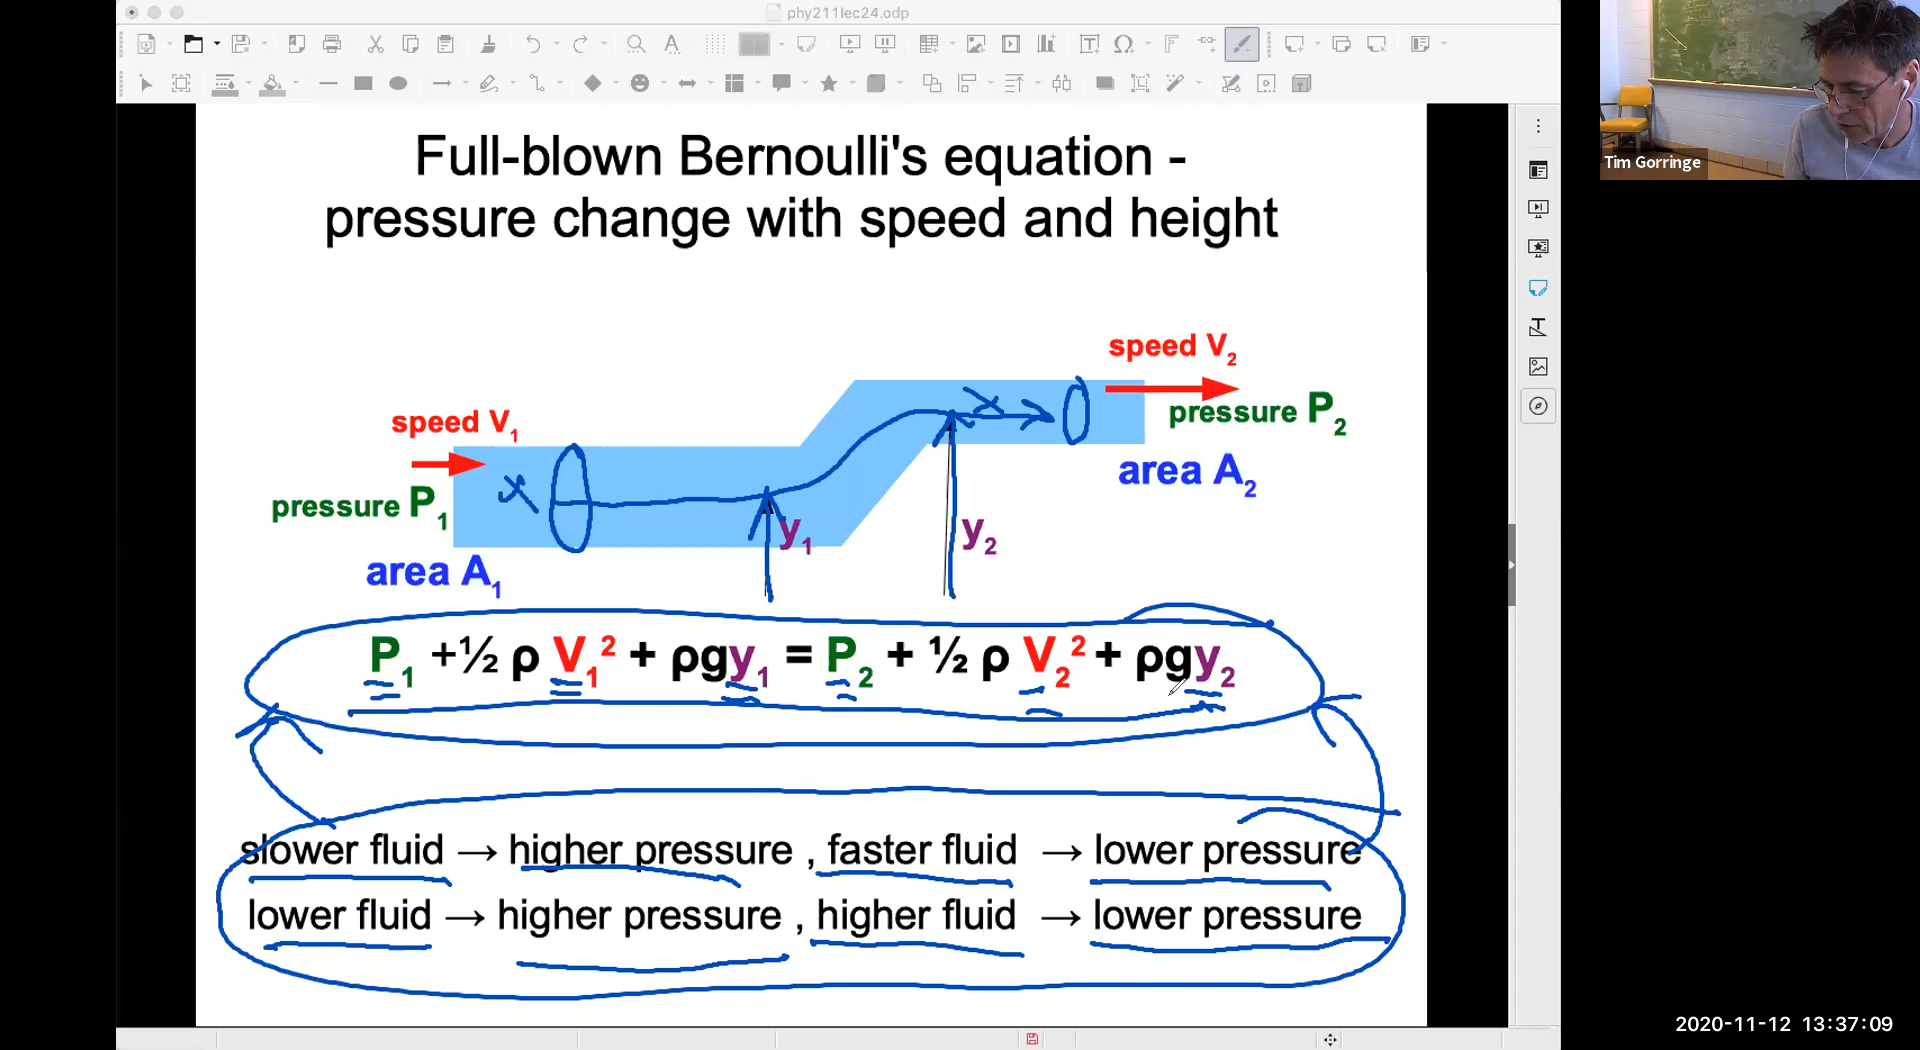 phy211lec24.odp
Full-blown Bernoulli's equation -
pressure change with speed and height
speed V₂
pressure P₂
speed V₁
area A₂
pressure P₁
y₁
y₂
area A₁
P₁ +½ ρ V₁² + ρgy₁ = P₂ + ½ ρ V₂² + ρgy₂
slower fluid → higher pressure , faster fluid → lower pressure
lower fluid → higher pressure , higher fluid → lower pressure
Tim Gorringe
2020-11-12 13:37:09